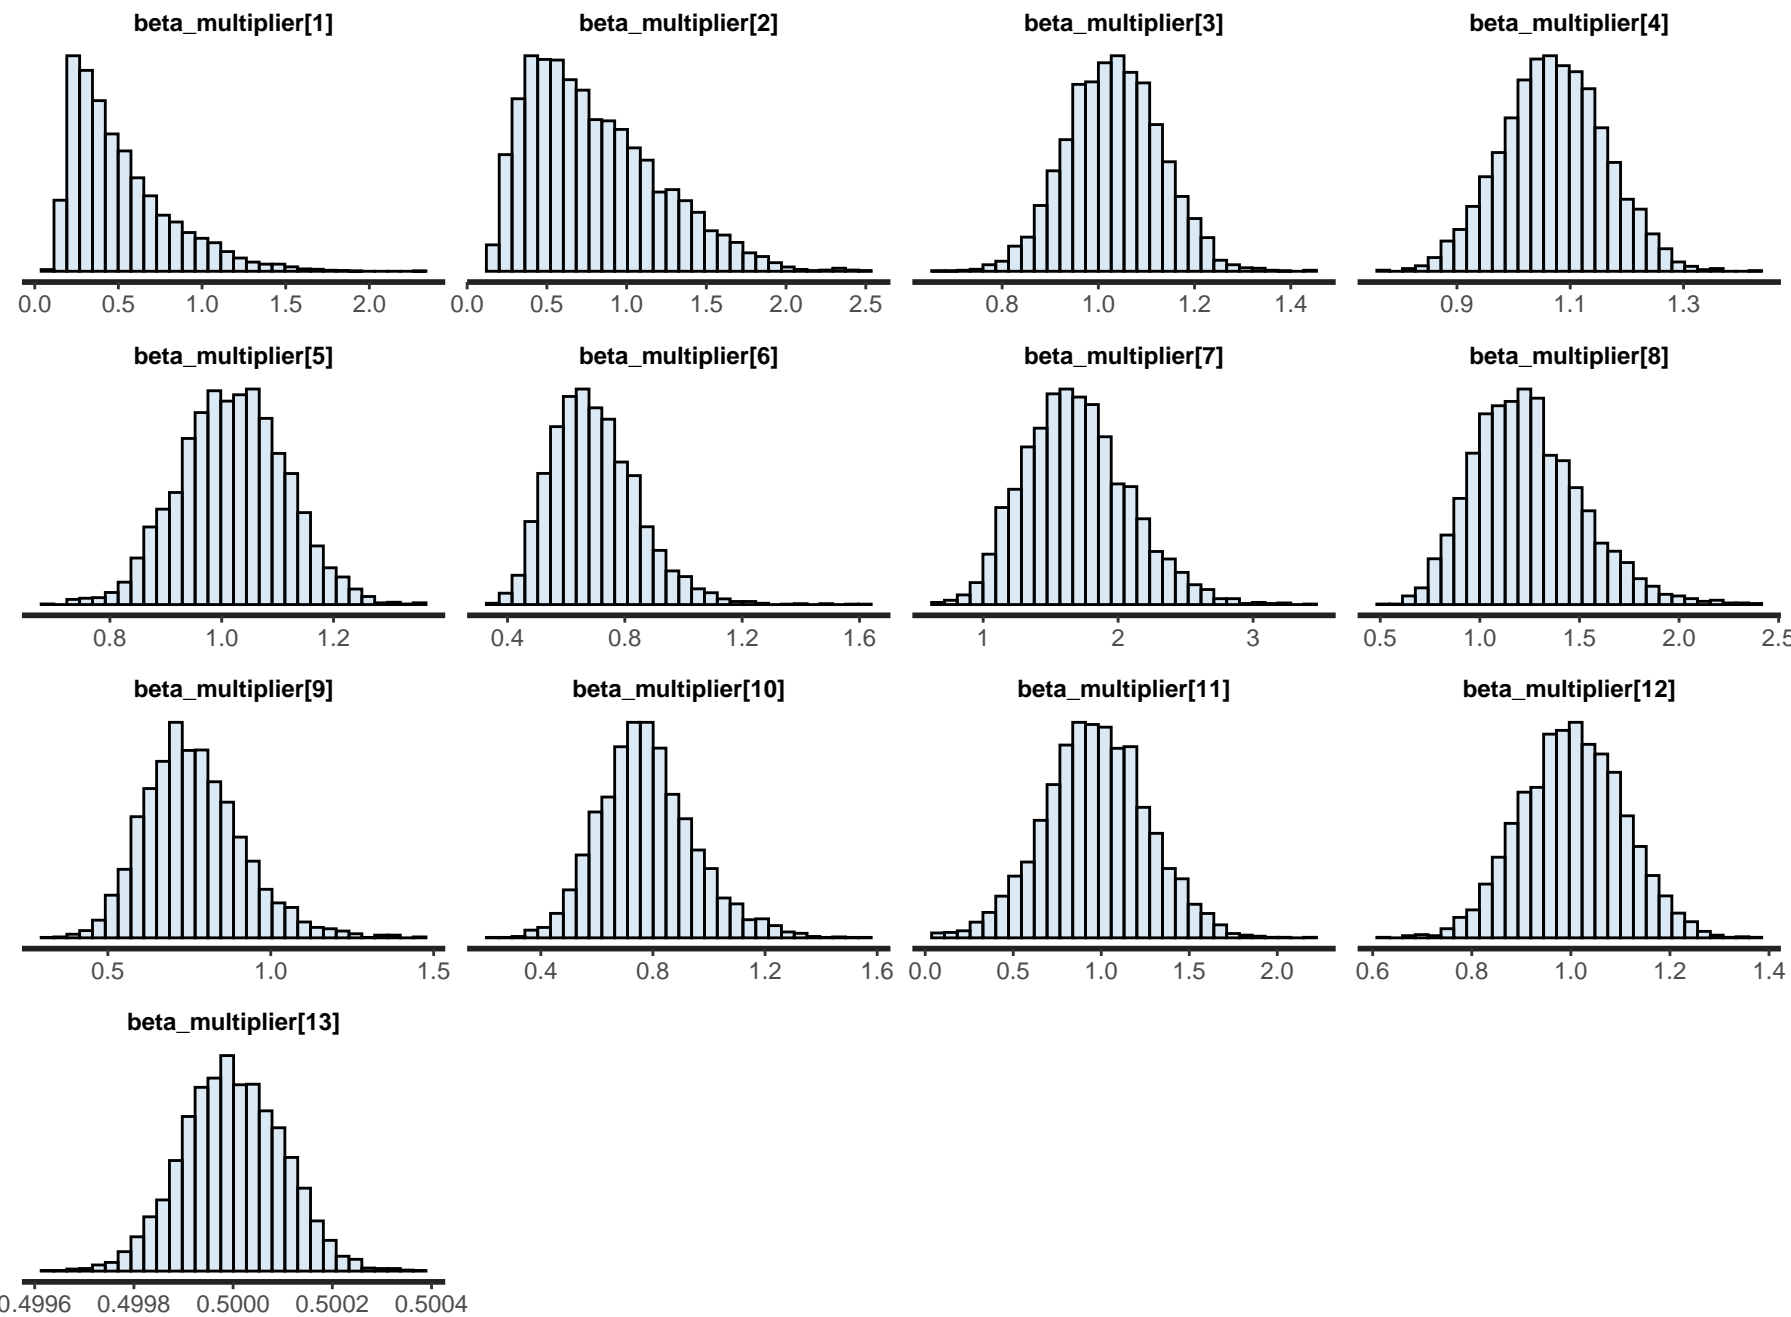 beta_multiplier[1] beta_multiplier[2] beta_multiplier[3] beta_multiplier[4]
0.0 0.5 1.0 1.5 2.0 0.0 0.5 1.0 1.5 2.0 2.5 0.8 1.0 1.2 1.4 0.9 1.1 1.3
beta_multiplier[5] beta_multiplier[6] beta_multiplier[7] beta_multiplier[8]
0.8 1.0 1.2 0.4 0.8 1.2 1.6 1 2 3 0.5 1.0 1.5 2.0 2.5
beta_multiplier[9] beta_multiplier[10] beta_multiplier[11] beta_multiplier[12]
0.5 1.0 1.5 0.4 0.8 1.2 1.6 0.0 0.5 1.0 1.5 2.0 0.6 0.8 1.0 1.2 1.4
beta_multiplier[13]
0.4996 0.4998 0.5000 0.5002 0.5004